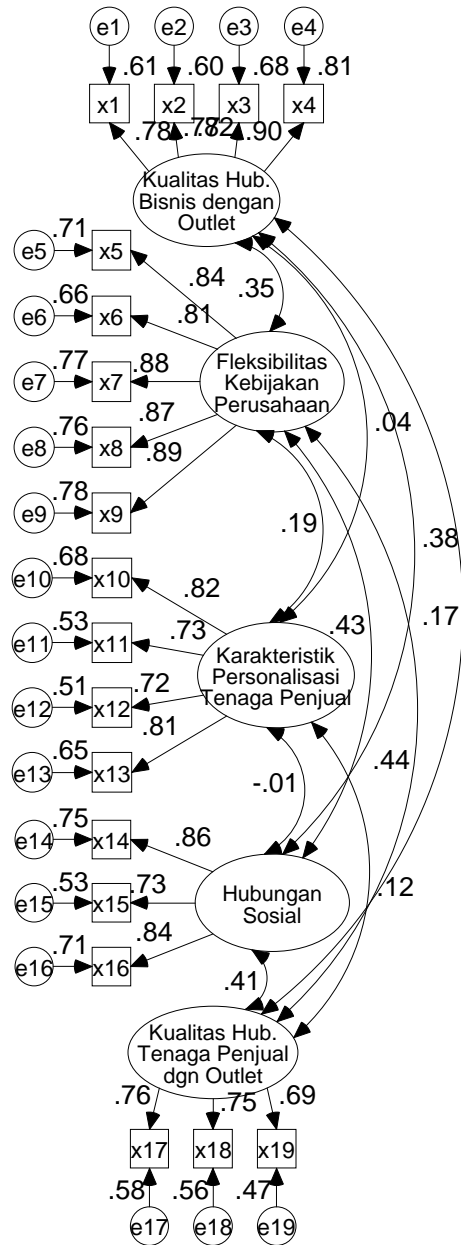 e1 e2 e3 e4
.61 .60 .68 .81
x1 x2 x3 x4
.78 .77 .82 .90
Kualitas Hub.
Bisnis dengan
Outlet
.71
e5 x5
.84 .35
.66
e6 x6 .81
.77
e7 x7 .88
Fleksibilitas
Kebijakan
Perusahaan
.76 .87
e8 x8
.04
.89
.78
e9 x9
.19 .38
.68
e10 x10 .82
.43 .17
.53
e11 x11 .73
Karakteristik
Personalisasi
Tenaga Penjual
.51 .72
e12 x12
.81
.65
e13 x13
-.01 .44
.75
e14 x14 .86
.12
.53
e15 x15 .73
Hubungan
Sosial
.71 .84
e16 x16
.41
Kualitas Hub.
Tenaga Penjual
dgn Outlet
.76 .75 .69
x17 x18 x19
.58 .56 .47
e17 e18 e19